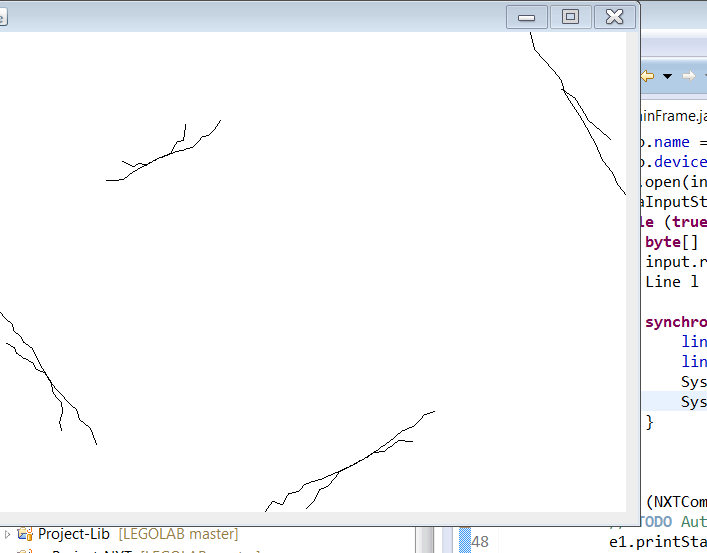 inFrame.ja
.name =
.device
.open(in
aInputSt
le (true
byte[]
input.r
Line l
synchro
lin
lin
Sys
Sys
}
(NXTCom
TODO Aut
e1.printSta
48
Project-Lib [LEGOLAB master]